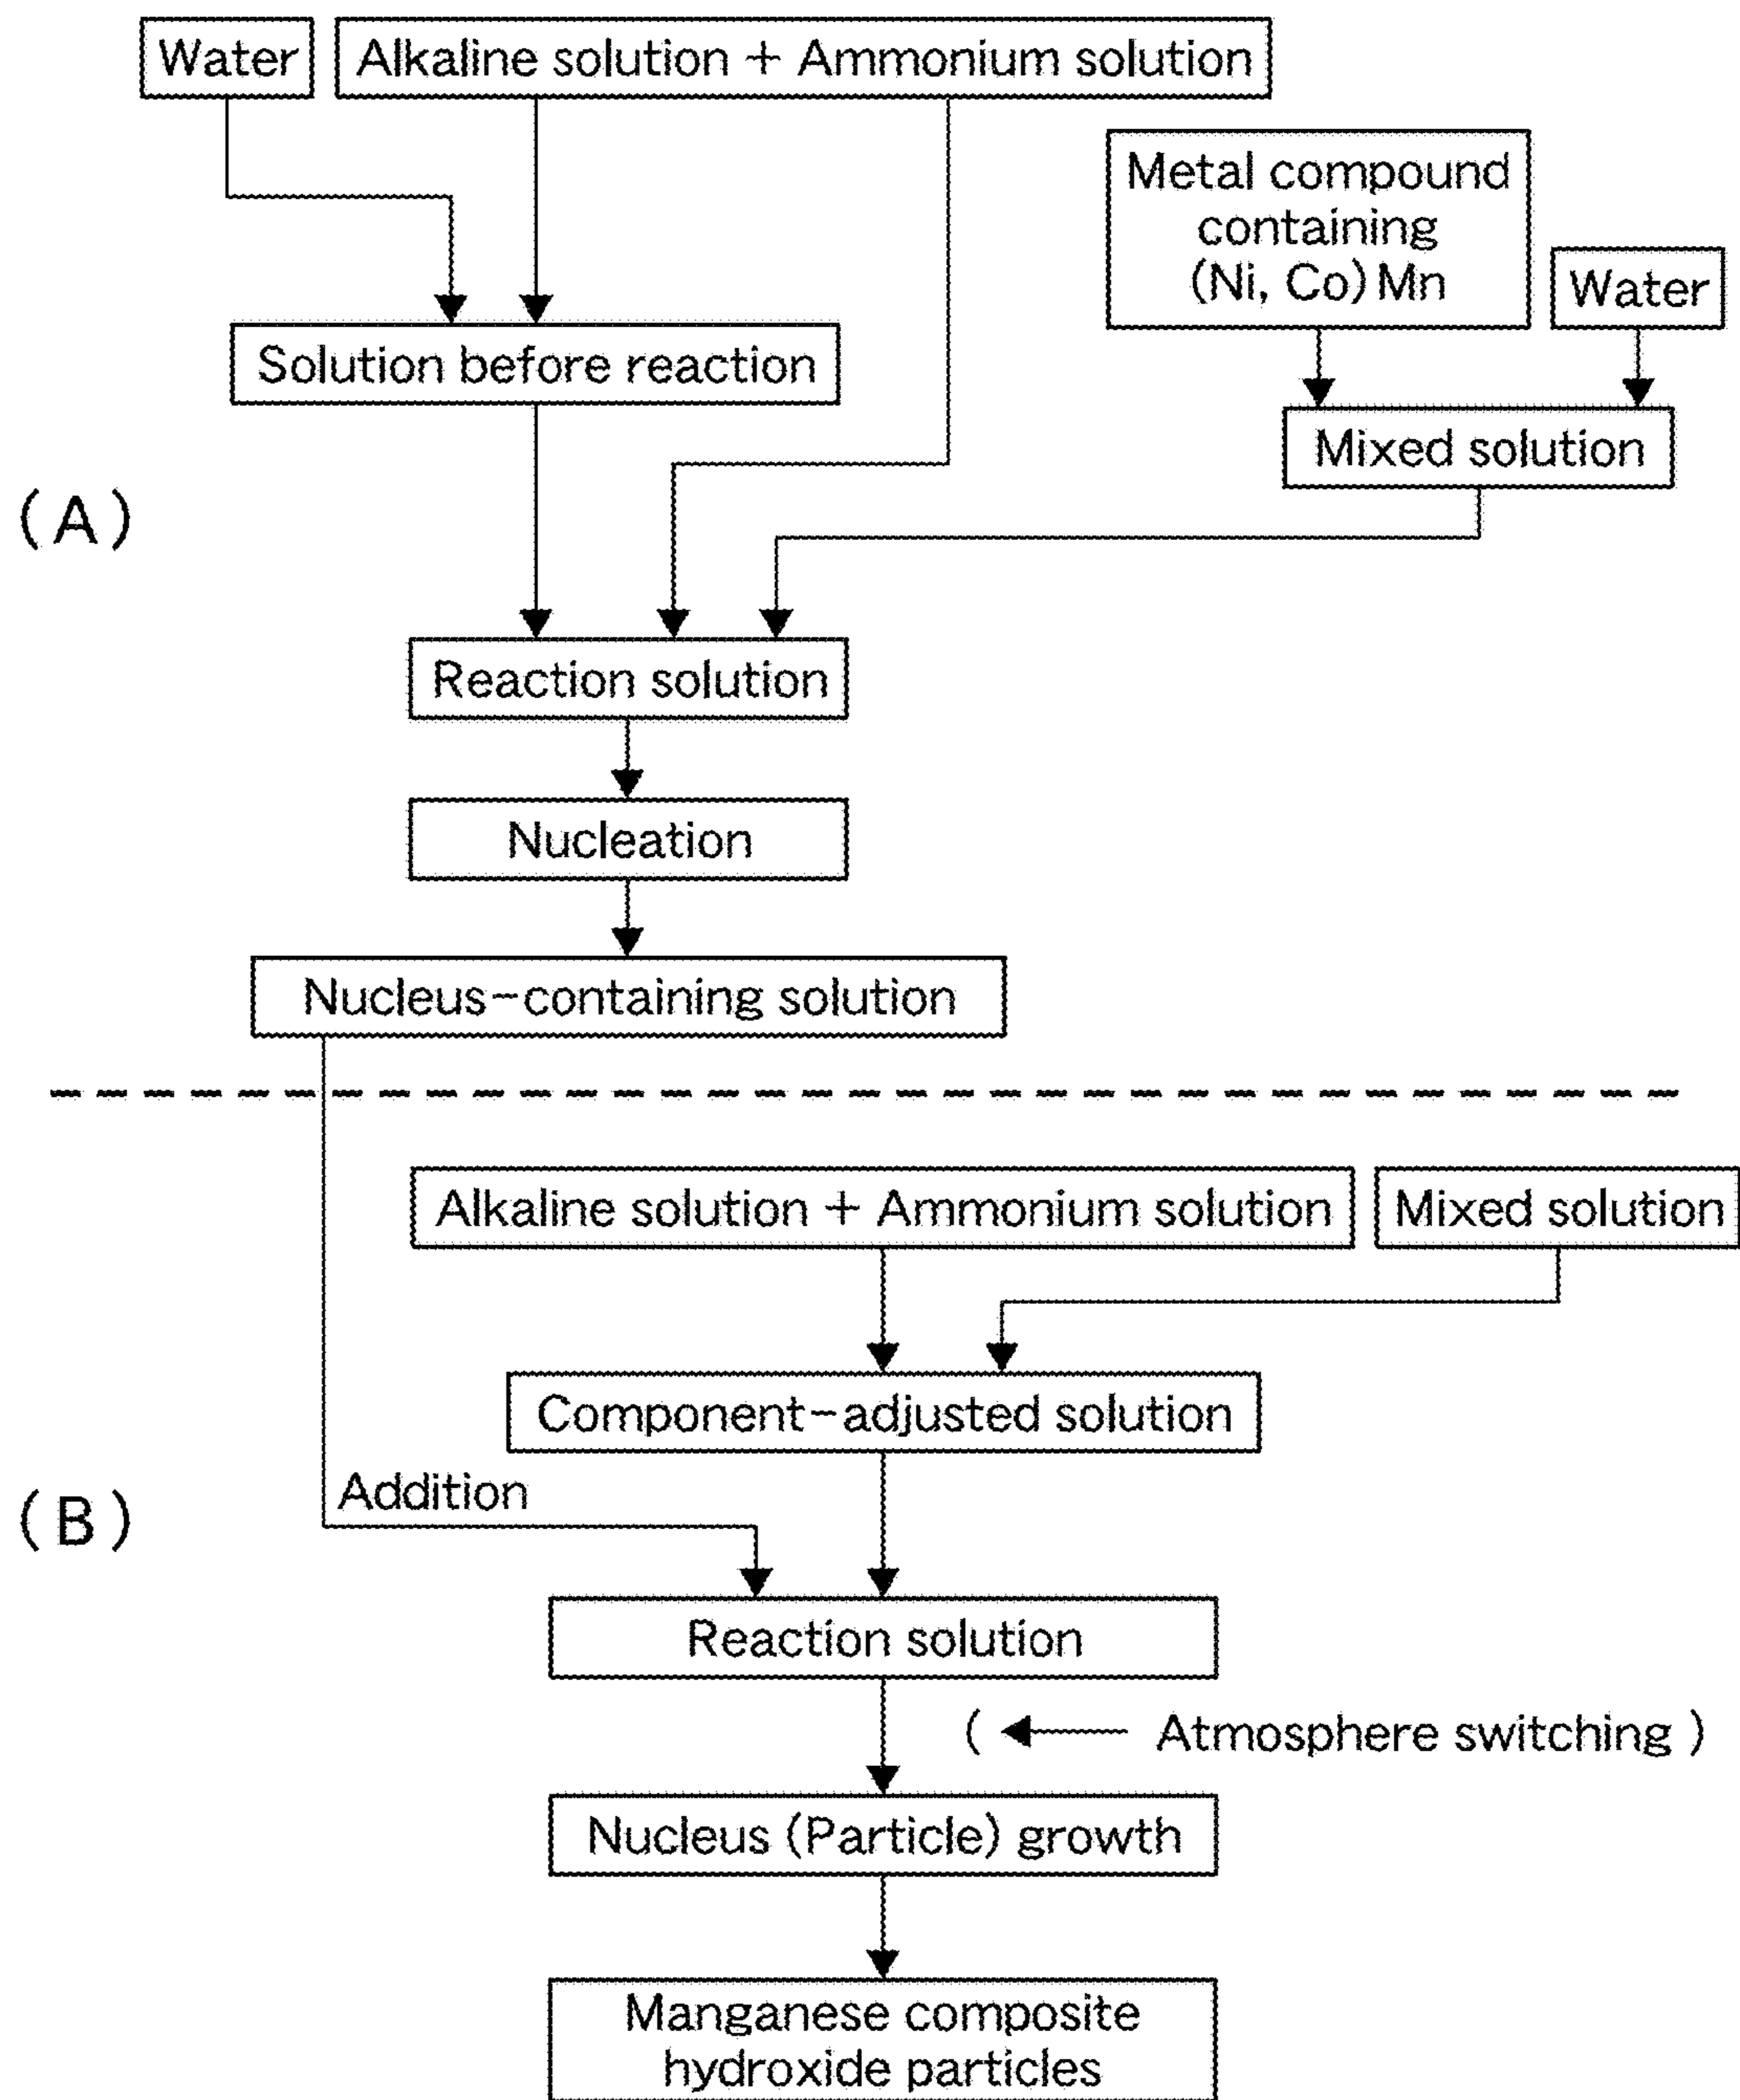 Water
Alkaline solution + Ammonium solution
Metal compound
containing
(Ni, Co) Mn
Water
Solution before reaction
Mixed solution
(A)
Reaction solution
Nucleation
Nucleus-containing solution
Alkaline solution + Ammonium solution
Mixed solution
Component-adjusted solution
Addition
(B)
Reaction solution
( ← Atmosphere switching )
Nucleus (Particle) growth
Manganese composite
hydroxide particles